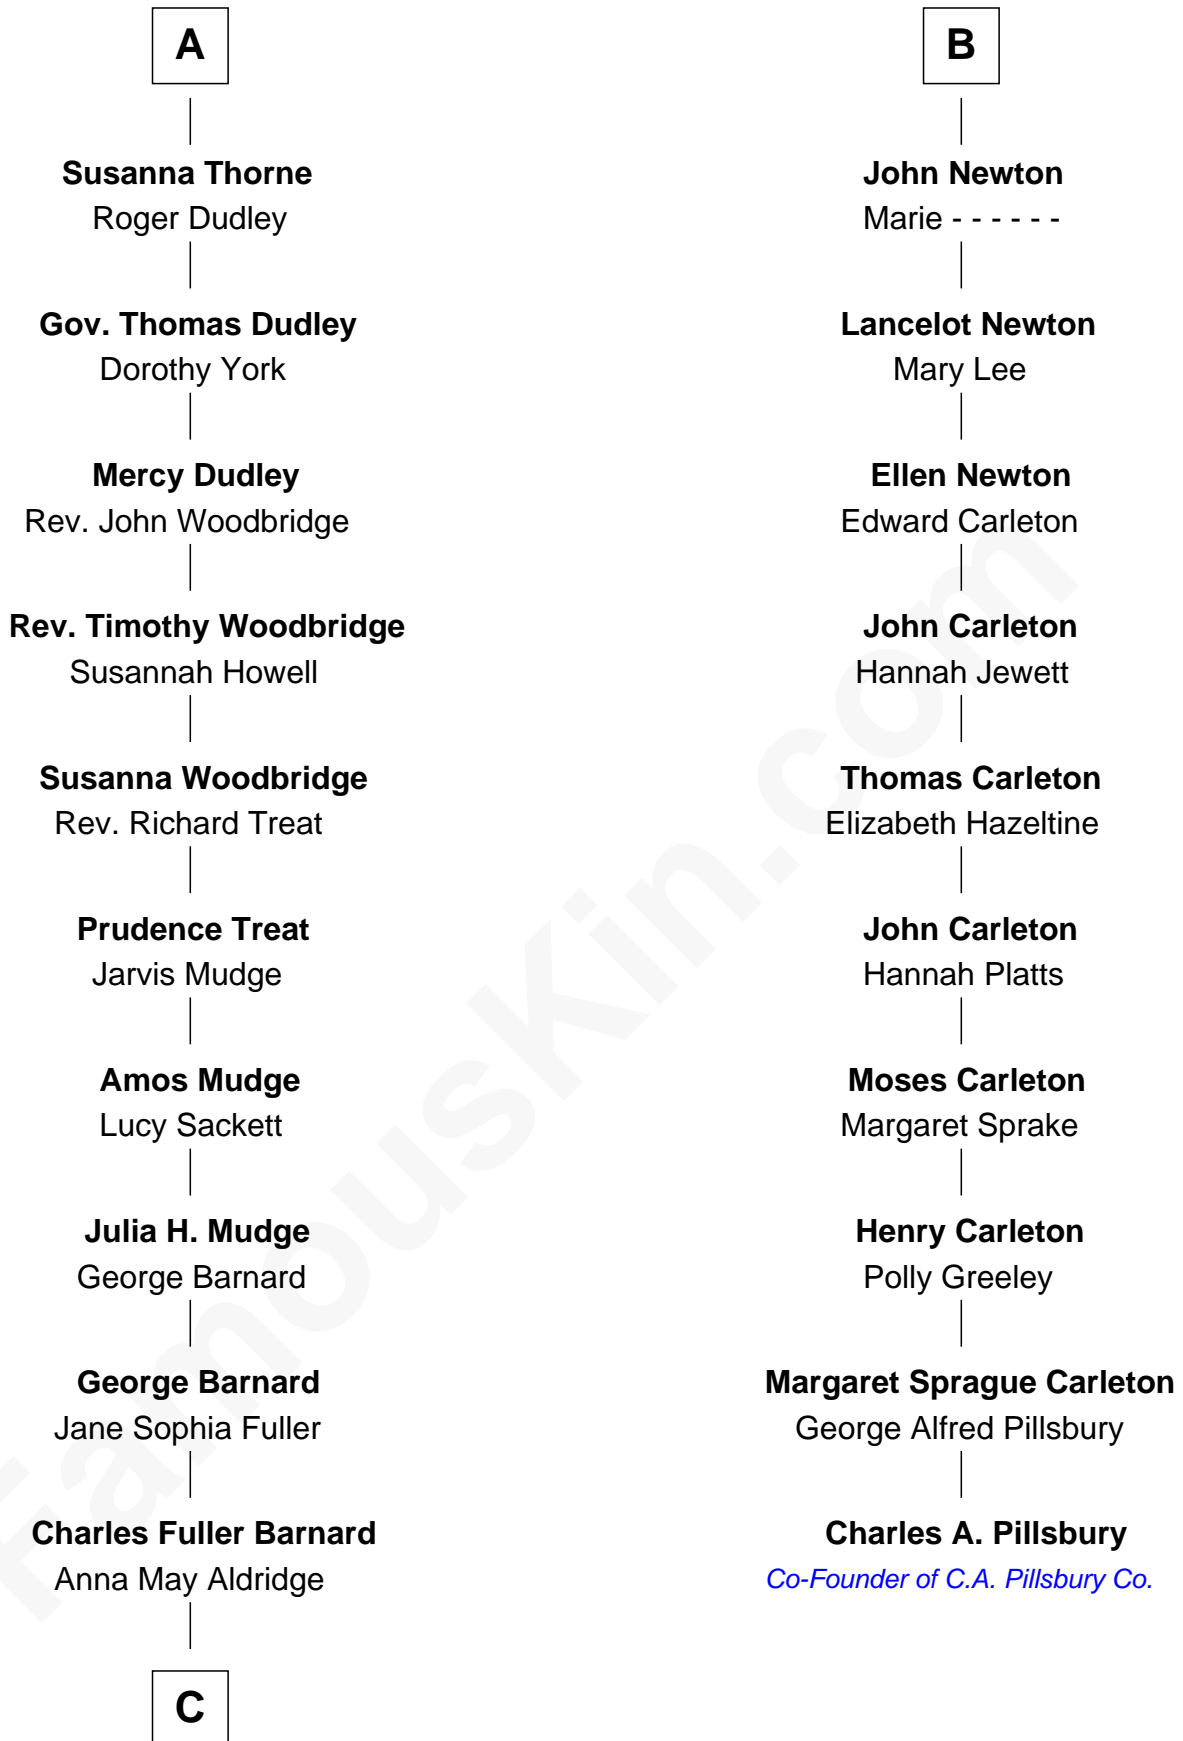 A
Susanna Thorne
Roger Dudley
Gov. Thomas Dudley
Dorothy York
Mercy Dudley
Rev. John Woodbridge
Rev. Timothy Woodbridge
Susannah Howell
Susanna Woodbridge
Rev. Richard Treat
Prudence Treat
Jarvis Mudge
Amos Mudge
Lucy Sackett
Julia H. Mudge
George Barnard
George Barnard
Jane Sophia Fuller
Charles Fuller Barnard
Anna May Aldridge
C
B
John Newton
Marie - - - - - -
Lancelot Newton
Mary Lee
Ellen Newton
Edward Carleton
John Carleton
Hannah Jewett
Thomas Carleton
Elizabeth Hazeltine
John Carleton
Hannah Platts
Moses Carleton
Margaret Sprake
Henry Carleton
Polly Greeley
Margaret Sprague Carleton
George Alfred Pillsbury
Charles A. Pillsbury
Co-Founder of C.A. Pillsbury Co.
FamousKin.com